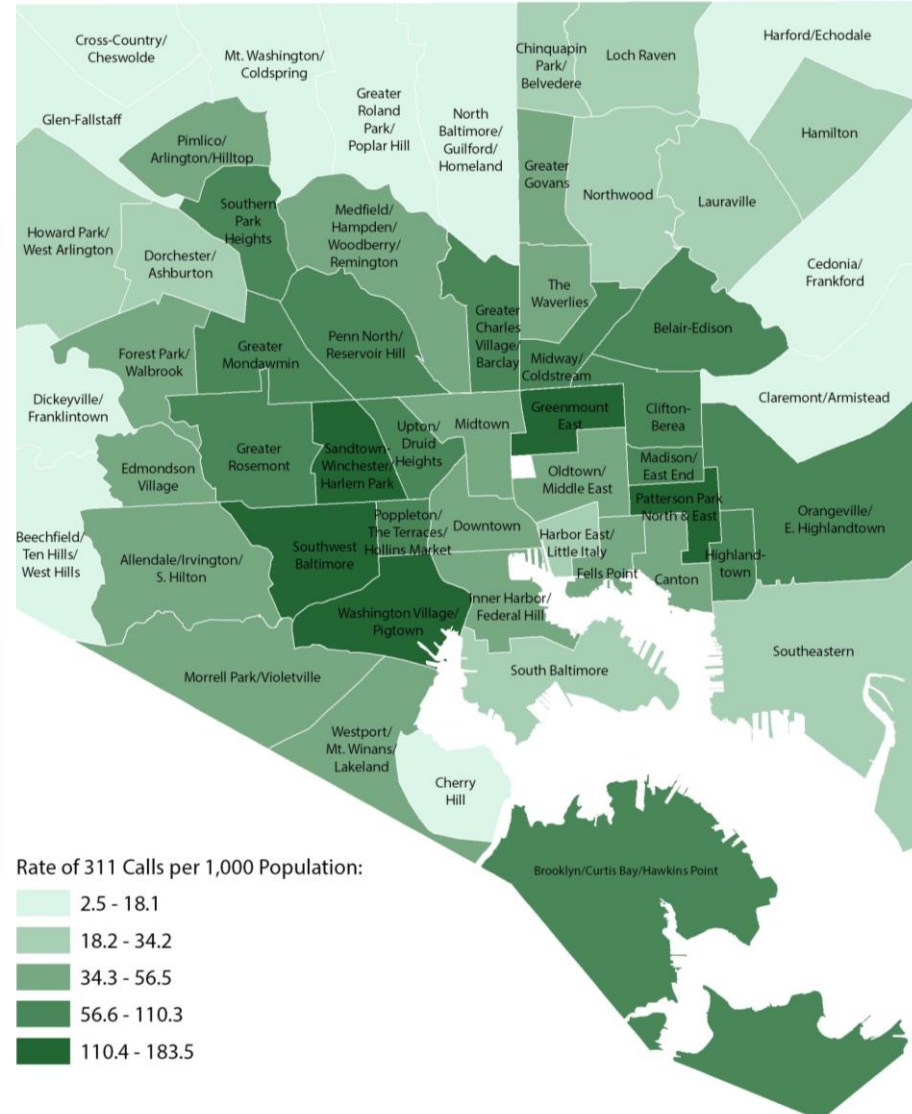 Cross-Country/
Cheswolde
Mt. Washington/
Coldspring
Greater
Roland
Park/
Poplar Hill
North
Baltimore/
Guilford/
Homeland
Chinquapin
Park/
Belvedere
Loch Raven
Harford/Echodale
Glen-Fallstaff
Pimlico/
Arlington/Hilltop
Hamilton
Greater
Govans
Northwood
Lauraville
Southern
Park
Heights
Medfield/
Hampden/
Woodberry/
Remington
Howard Park/
West Arlington
Dorchester/
Ashburton
Cedonia/
Frankford
The
Waverlies
Greater
Charles
Village/
Barclay
Belair-Edison
Forest Park/
Walbrook
Greater
Mondawmin
Penn North/
Reservoir Hill
Midway/
Coldstream
Dickeyville/
Franklintown
Claremont/Armistead
Greenmount
East
Clifton-
Berea
Midtown
Upton/
Druid
Heights
Greater
Rosemont
Sandtown-
Winchester/
Harlem Park
Edmondson
Village
Oldtown/
Middle East
Madison/
East End
Patterson Park
North & East
Orangeville/
E. Highlandtown
Beechfield/
Ten Hills/
West Hills
Allendale/Irvington/
S. Hilton
Southwest
Baltimore
Poppleton/
The Terraces/
Hollins Market
Downtown
Harbor East/
Little Italy
Fells Point
Canton
Highland-
town
Washington Village/
Pigtown
Inner Harbor/
Federal Hill
Southeastern
South Baltimore
Morrell Park/Violetville
Westport/
Mt. Winans/
Lakeland
Cherry
Hill
Brooklyn/Curtis Bay/Hawkins Point
Rate of 311 Calls per 1,000 Population:
2.5 - 18.1
18.2 - 34.2
34.3 - 56.5
56.6 - 110.3
110.4 - 183.5